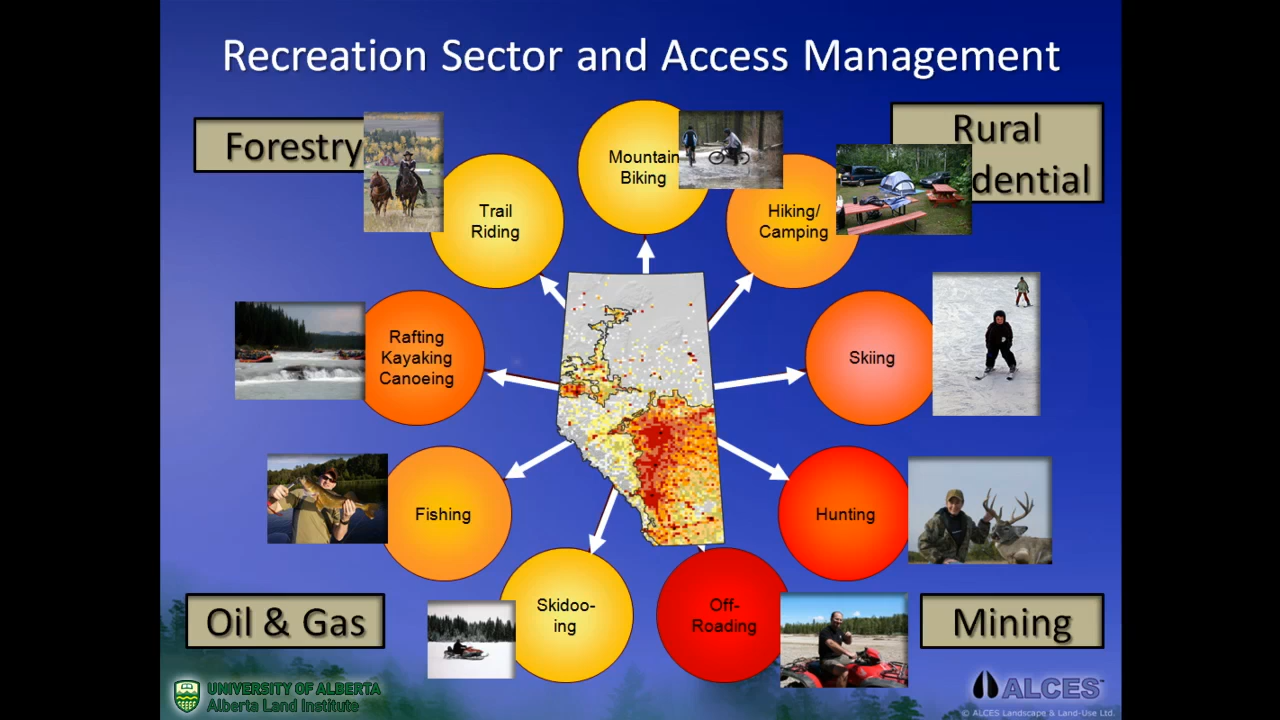 Recreation Sector and Access Management
Forestry
Rural
dential
Mountain
Biking
Trail
Riding
Hiking/
Camping
Rafting
Kayaking
Canoeing
Skiing
Fishing
Hunting
Skidoo-
ing
Off-
Roading
Oil & Gas
Mining
UNIVERSITY OF ALBERTA
Alberta Land Institute
ALCES™
© ALCES Landscape & Land-Use Ltd.